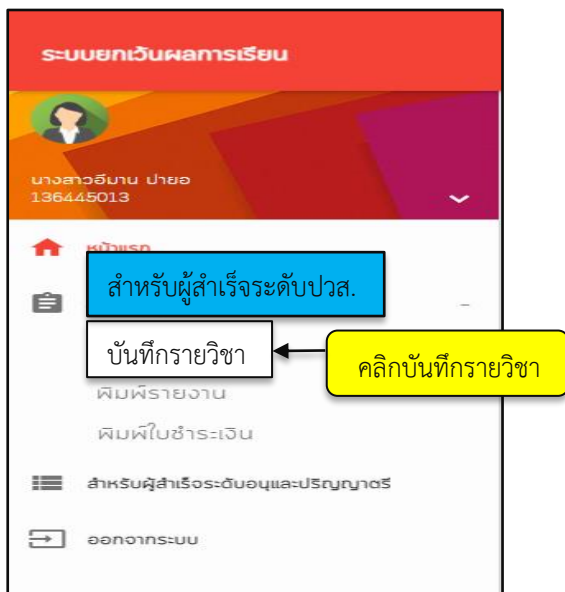 ระบบยกเว้นผลการเรียน
นางสาวอีมาน ปายอ
136445013
หน้าแรก
สำหรับผู้สำเร็จระดับปวส.
บันทึกรายวิชา
คลิกบันทึกรายวิชา
พิมพ์รายงาน
พิมพ์ใบชำระเงิน
สำหรับผู้สำเร็จระดับอนุและปริญญาตรี
ออกจากระบบ